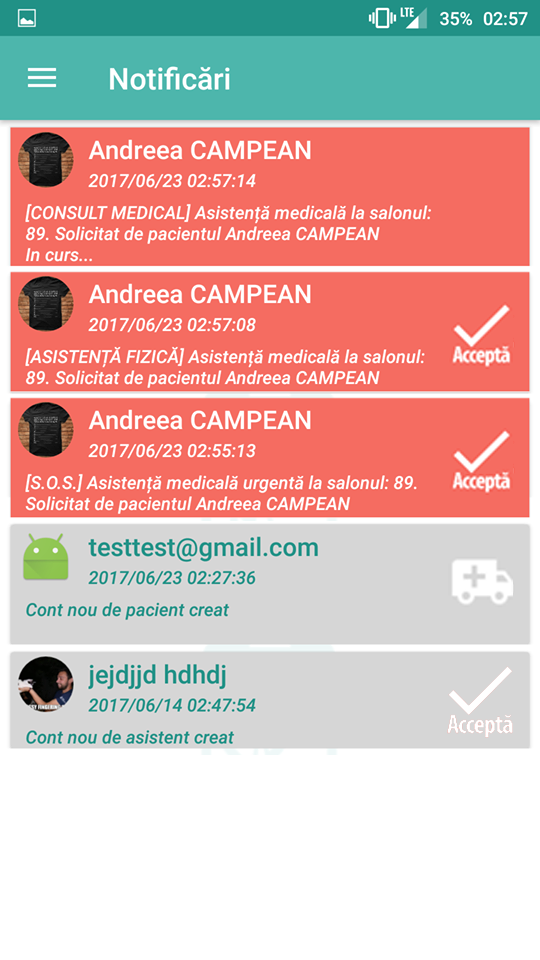 LTE 35% 02:57
Notificări
Andreea CAMPEAN
2017/06/23 02:57:14
[CONSULT MEDICAL] Asistență medicală la salonul:
89. Solicitat de pacientul Andreea CAMPEAN
In curs...
Andreea CAMPEAN
2017/06/23 02:57:08
[ASISTENȚĂ FIZICĂ] Asistență medicală la salonul:
89. Solicitat de pacientul Andreea CAMPEAN
Acceptă
Andreea CAMPEAN
2017/06/23 02:55:13
[S.O.S.] Asistență medicală urgentă la salonul: 89.
Solicitat de pacientul Andreea CAMPEAN
Acceptă
testtest@gmail.com
2017/06/23 02:27:36
Cont nou de pacient creat
jejdjjd hdhdj
2017/06/14 02:47:54
Cont nou de asistent creat
Acceptă